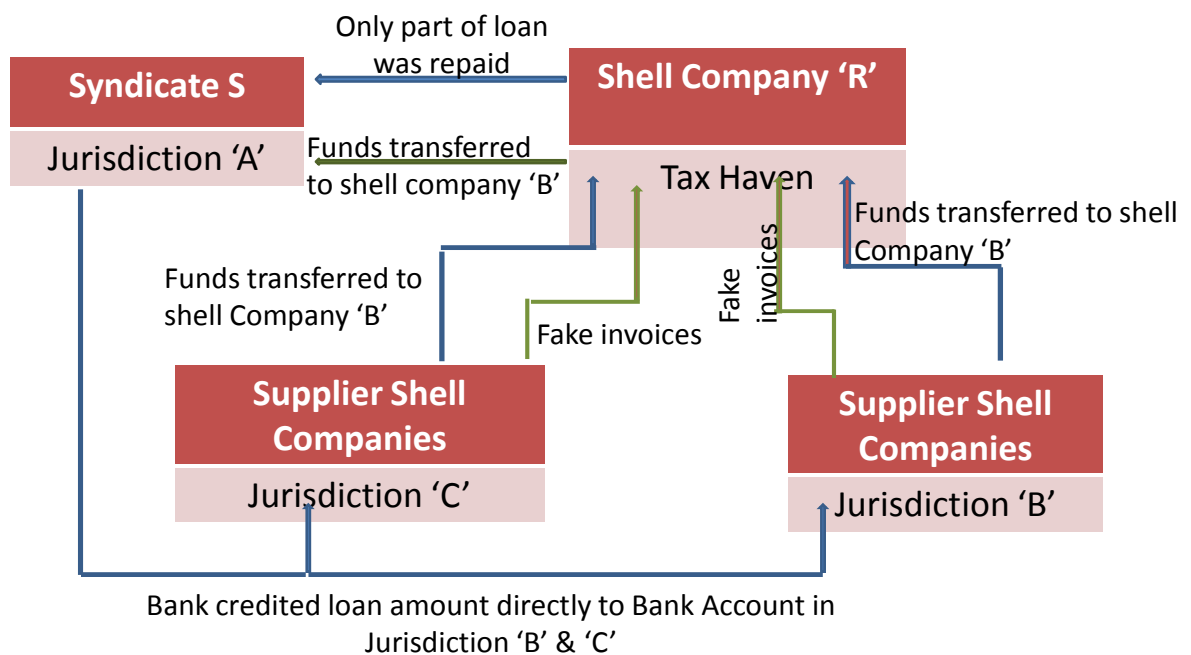 Only part of loan
was repaid
Syndicate S
Jurisdiction ‘A’
Shell Company ‘R’
Tax Haven
Funds transferred
to shell company ‘B’
Funds transferred to shell
Company ‘B’
Funds transferred to
shell Company ‘B’
Fake invoices
Fake
invoices
Supplier Shell
Companies
Jurisdiction ‘C’
Supplier Shell
Companies
Jurisdiction ‘B’
Bank credited loan amount directly to Bank Account in
Jurisdiction ‘B’ & ‘C’